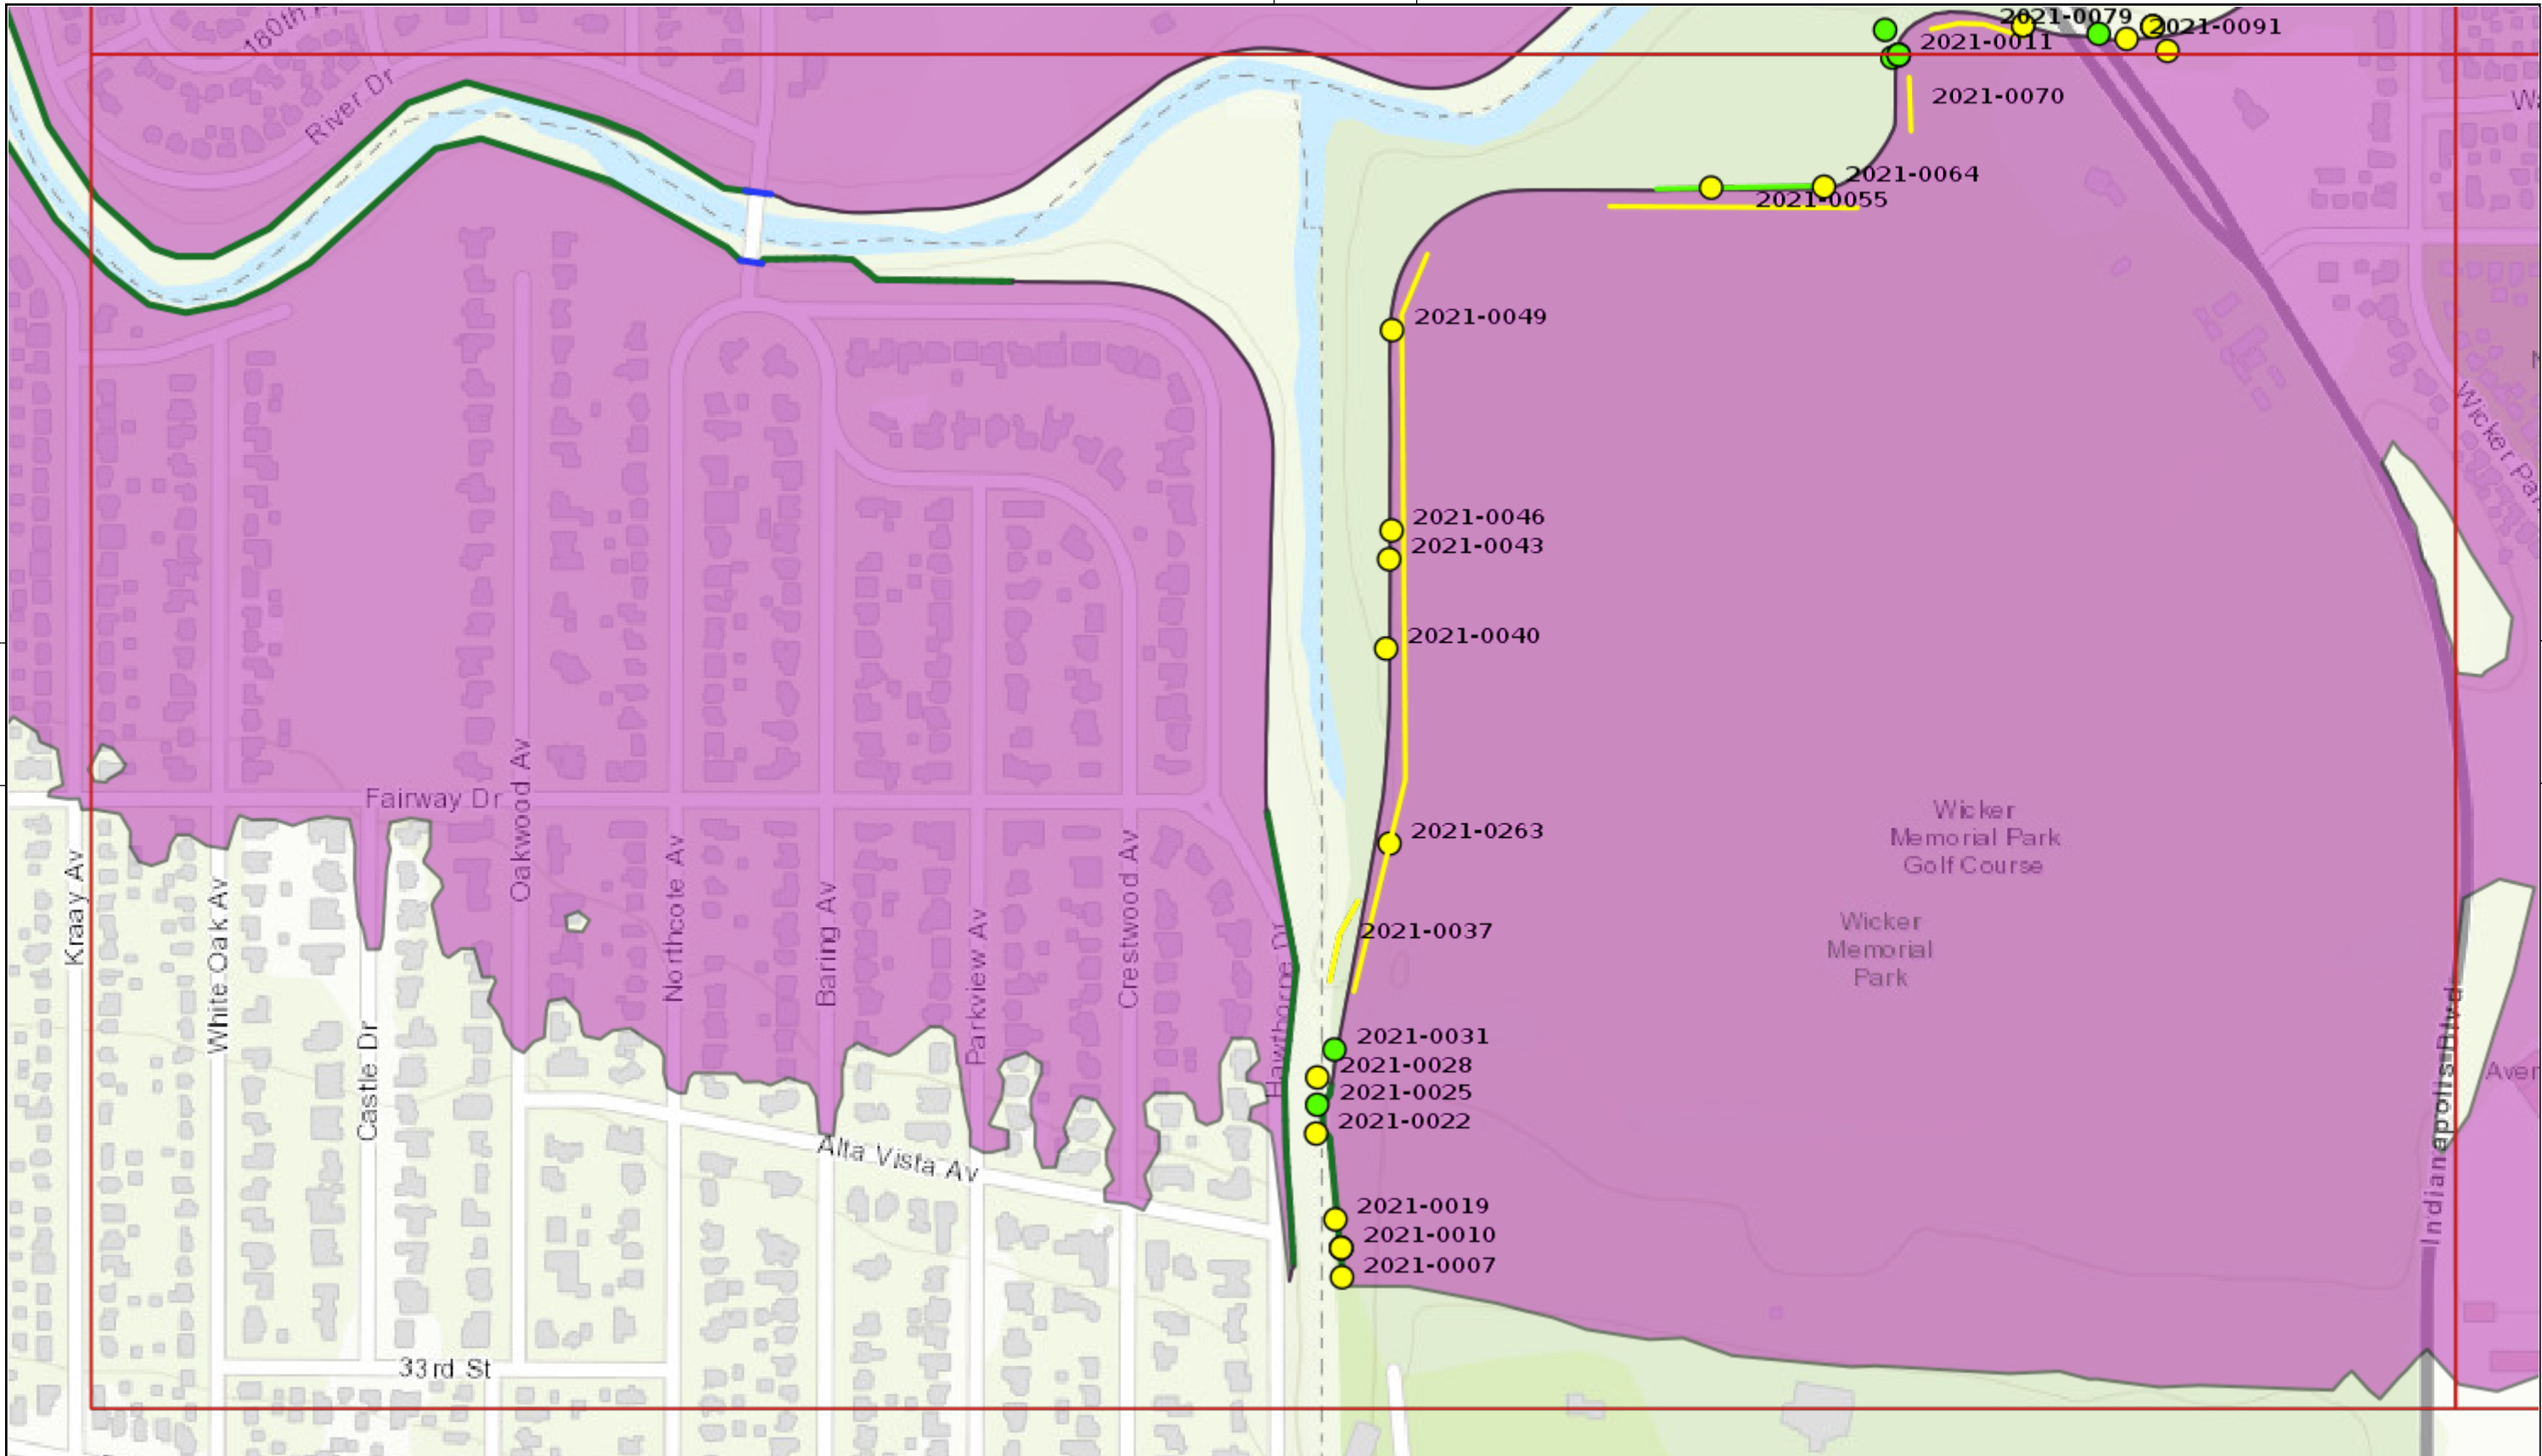 180th Pl
River Dr
2021-0079
2021-0091
2021-0011
2021-0070
2021-0064
2021-0055
2021-0049
2021-0046
2021-0043
2021-0040
2021-0263
2021-0037
2021-0031
2021-0028
2021-0025
2021-0022
2021-0019
2021-0010
2021-0007
Wicker
Memorial Park
Golf Course
Wicker
Memorial
Park
Wicker Par
Indianapolis Blvd
Aven
Fairway Dr
Kraay Av
White Oak Av
Castle Dr
Oakwood Av
Northcote Av
Baring Av
Parkview Av
Crestwood Av
Hawthorne Dr
Alta Vista Av
33rd St